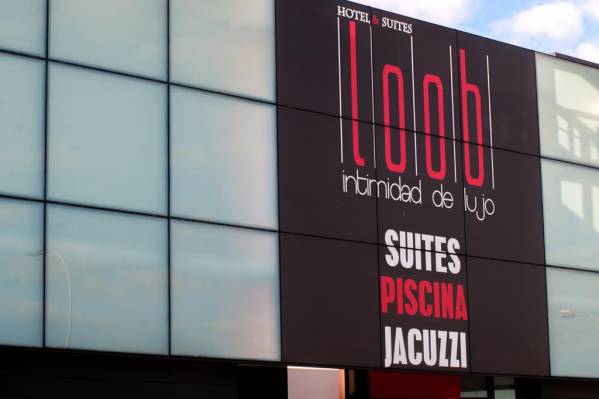 HOTEL & SUITES
loob
intimidad de lujo
SUITES
PISCINA
JACUZZI